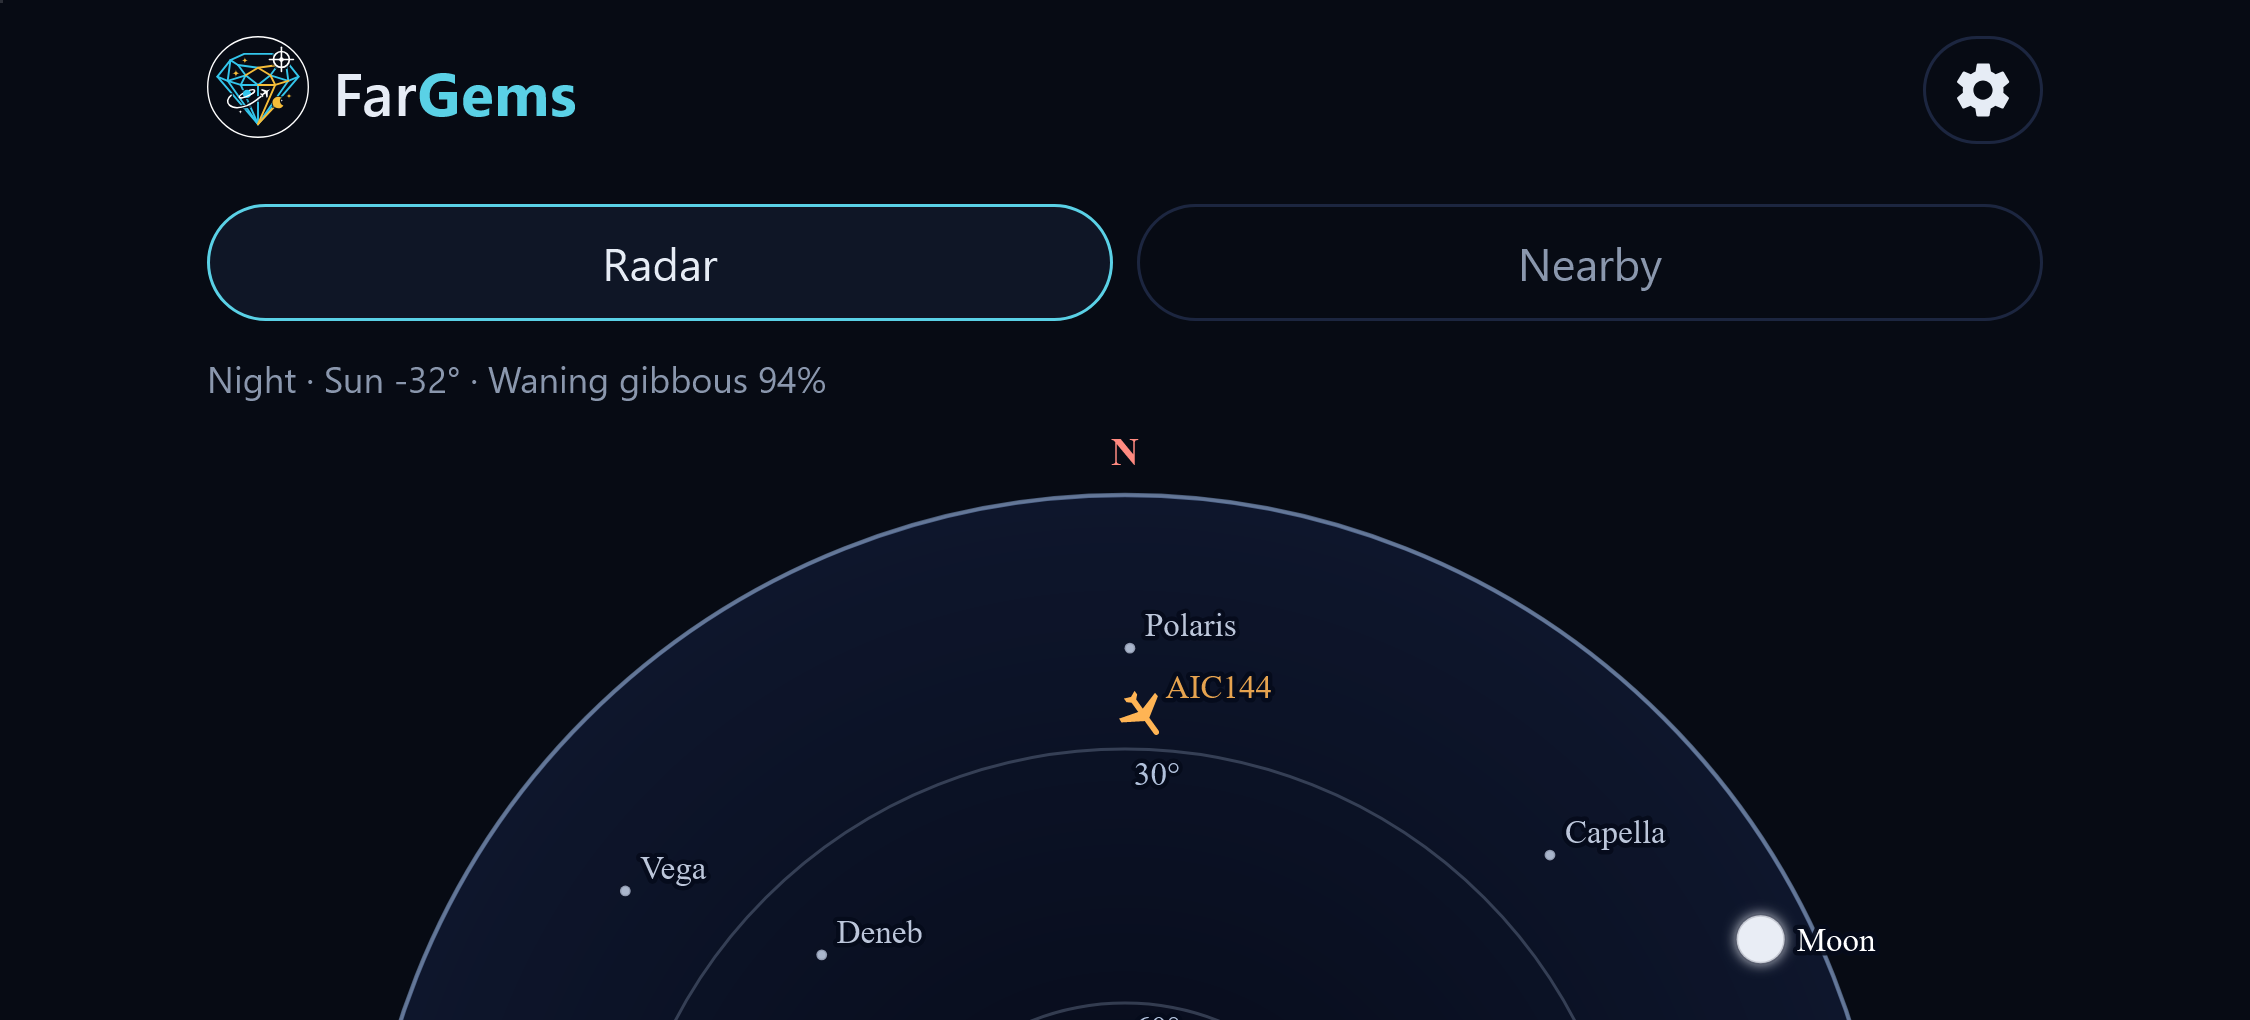 FarGems
Radar
Nearby
Night · Sun -32° · Waning gibbous 94%
N
Polaris
AIC144
30°
Capella
Vega
Deneb
Moon